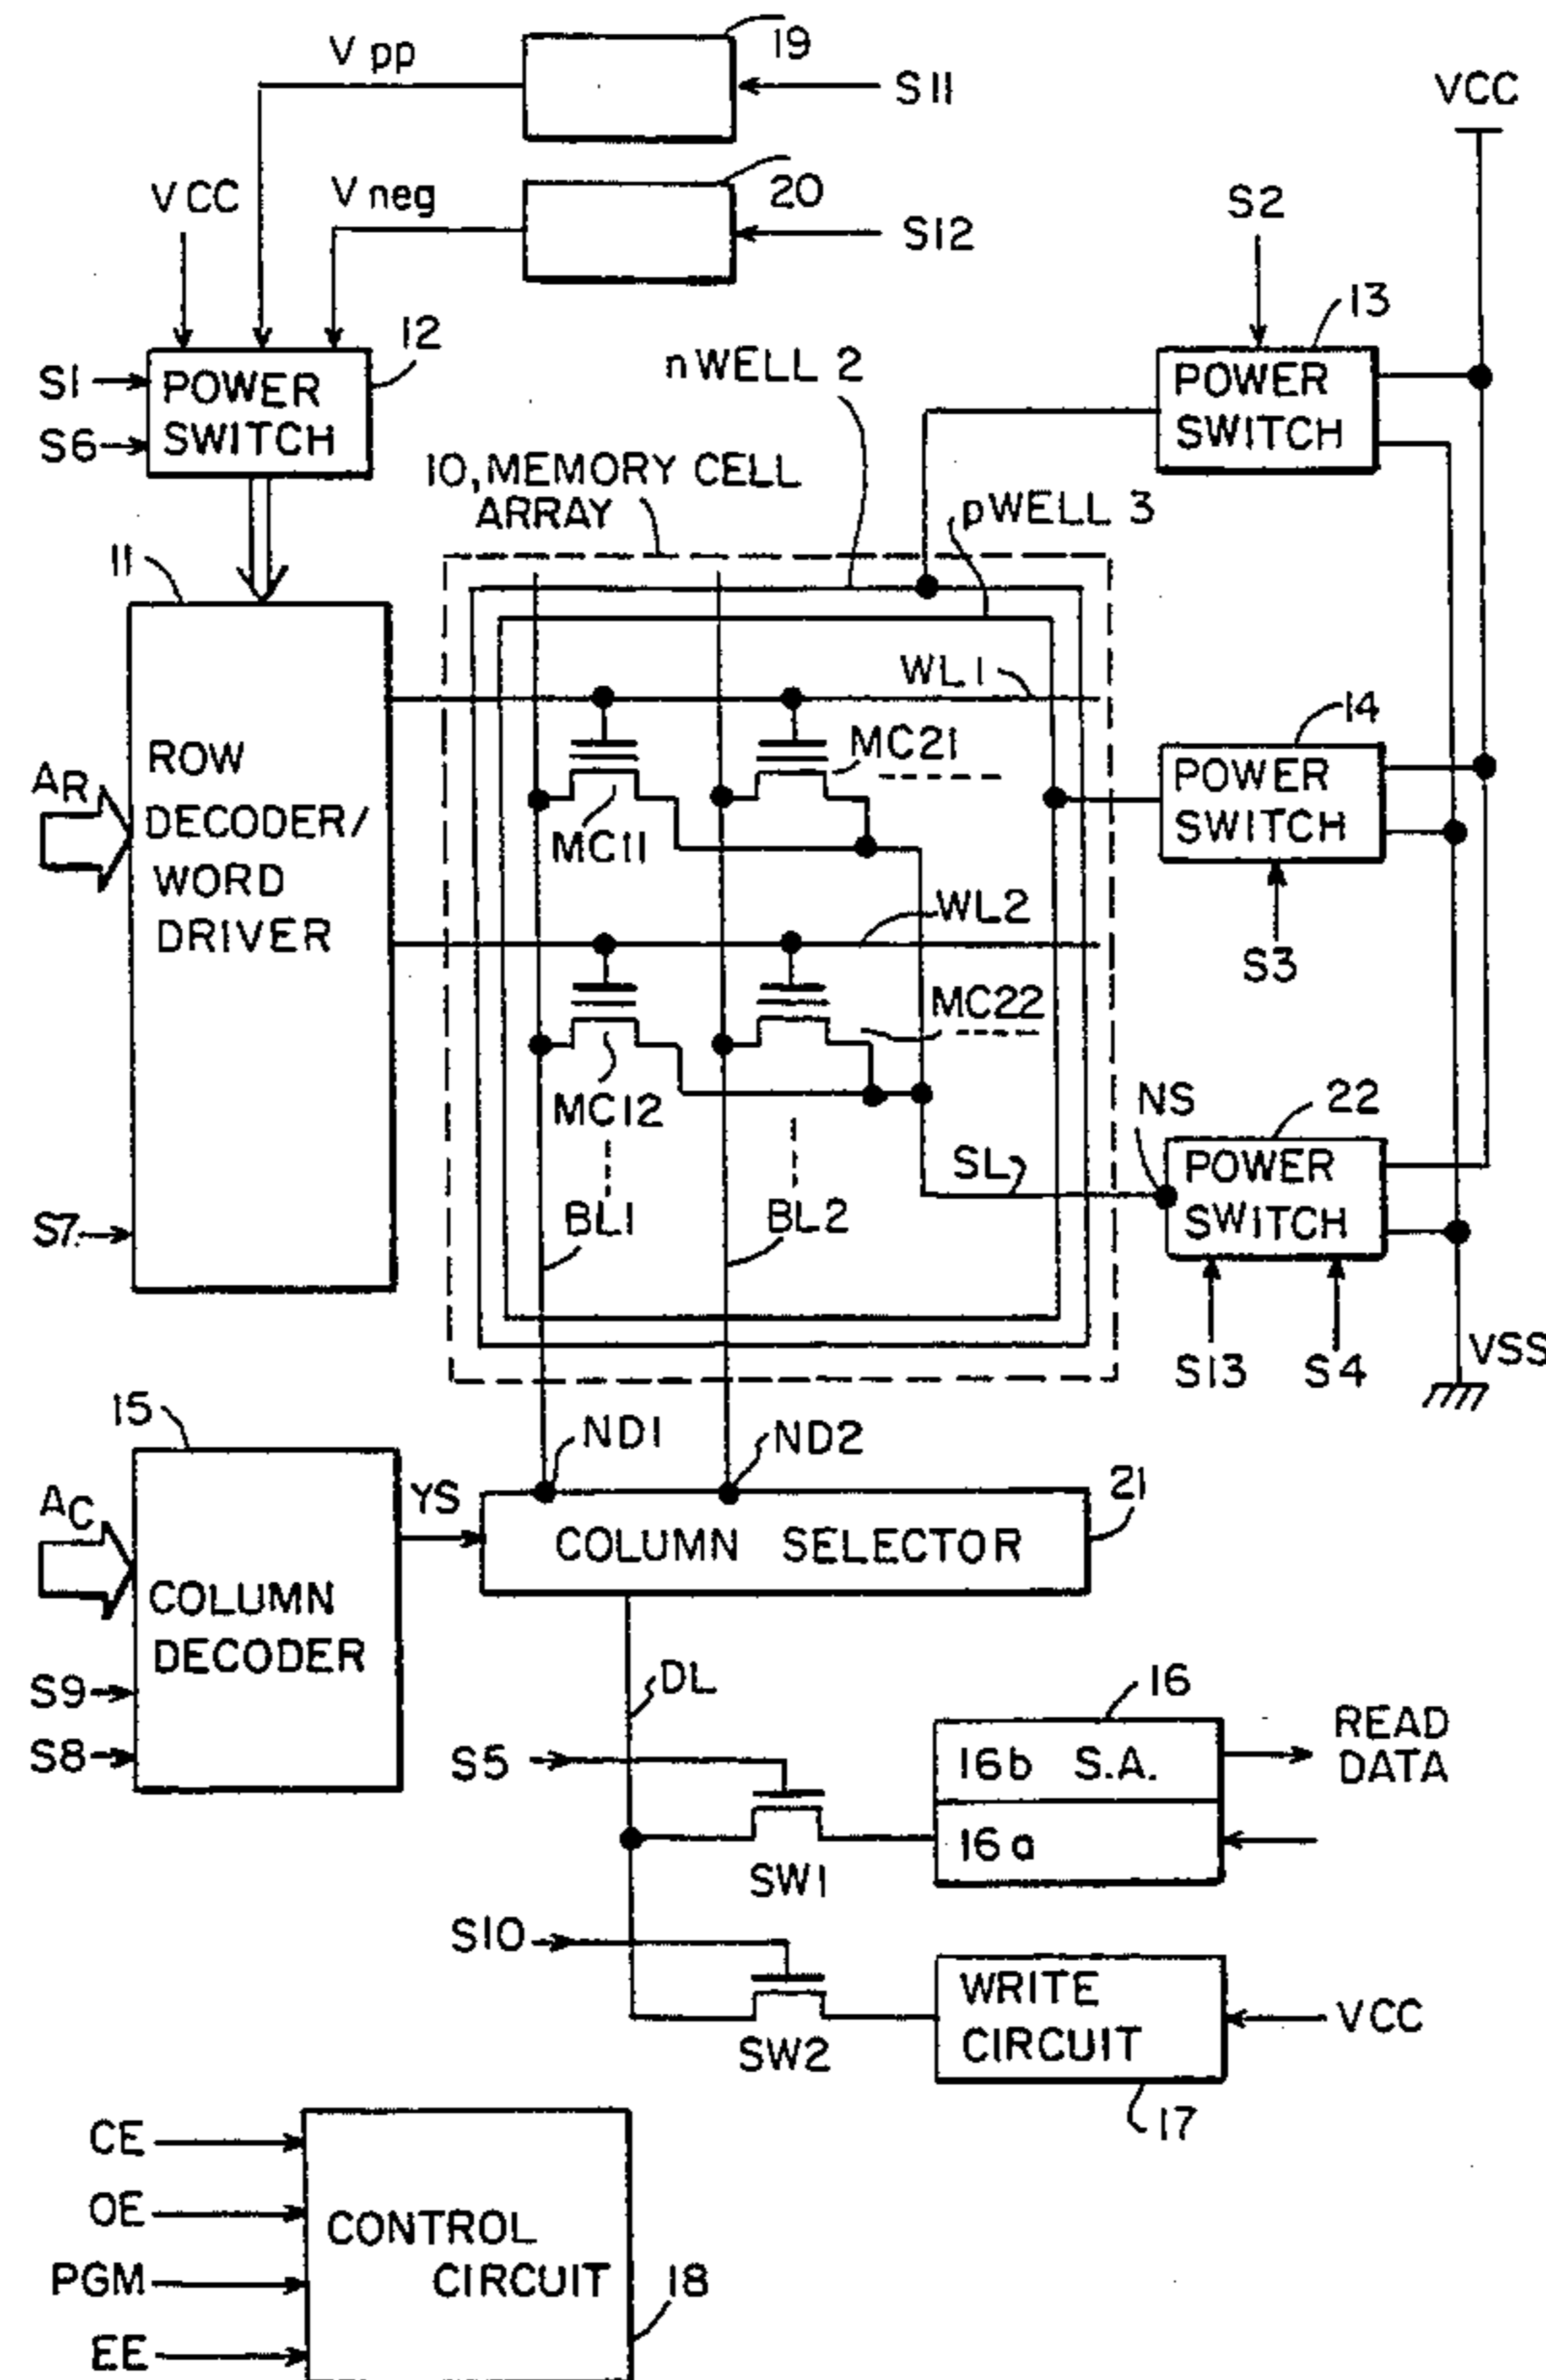 19
V pp
S11
VCC
VCC
V neg
20
S12
S2
13
12
nWELL 2
POWER
SWITCH
S1
S6
POWER
SWITCH
10, MEMORY CELL
ARRAY
pWELL 3
11
WL1
14
MC21
ROW
DECODER/
WORD
DRIVER
AR
POWER
SWITCH
MC11
WL2
S3
MC22
NS
22
MC12
SL
POWER
SWITCH
S7
BL1
BL2
S13
S4
VSS
15
ND1
ND2
AC
YS
21
COLUMN SELECTOR
COLUMN
DECODER
S9
S8
DL
16
READ
DATA
S5
16b S.A.
16a
SW1
S10
WRITE
CIRCUIT
VCC
SW2
17
CE
OE
CONTROL
CIRCUIT
PGM
18
EE